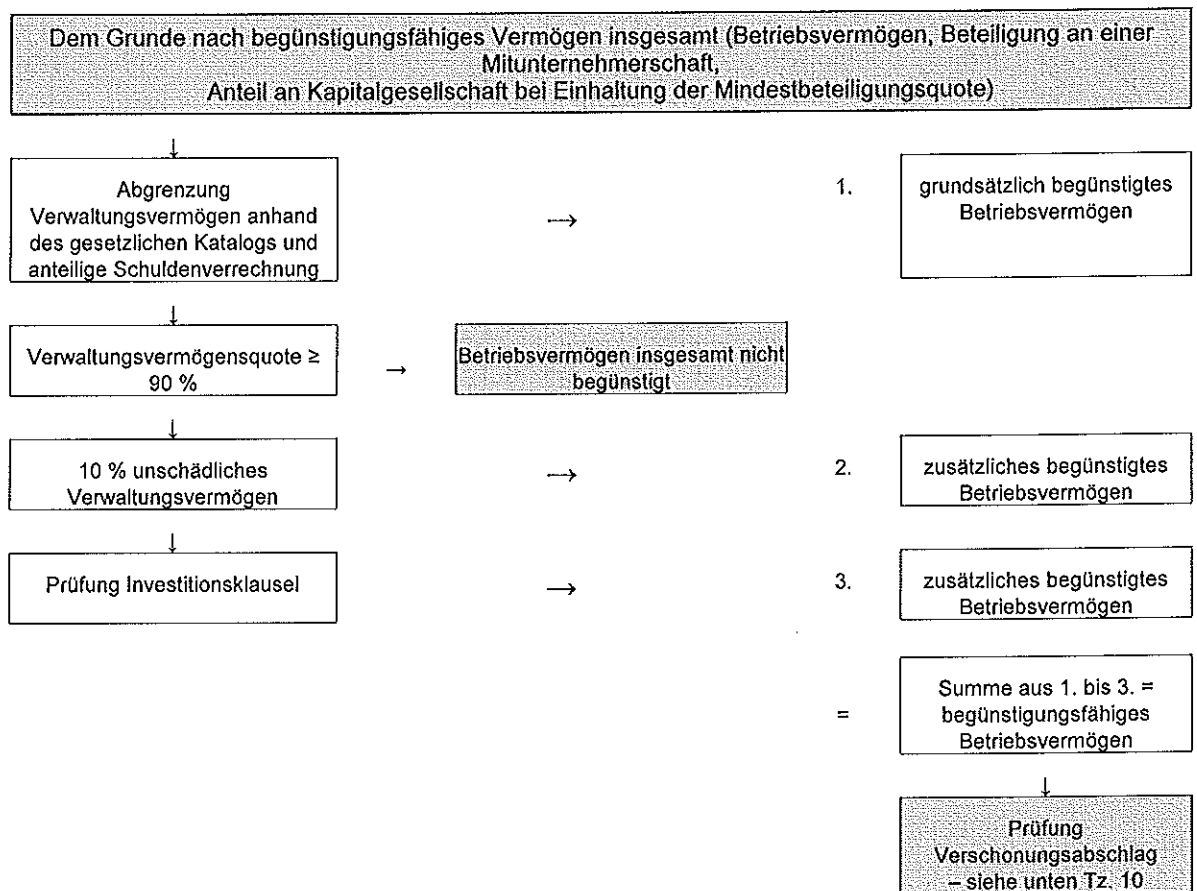 Dem Grunde nach begünstigungsfähiges Vermögen insgesamt (Betriebsvermögen, Beteiligung an einer
Mitunternehmerschaft,
Anteil an Kapitalgesellschaft bei Einhaltung der Mindestbeteiligungsquote)
↓
Abgrenzung
Verwaltungsvermögen anhand
des gesetzlichen Katalogs und
anteilige Schuldenverrechnung
→
1.
grundsätzlich begünstigtes
Betriebsvermögen
↓
Verwaltungsvermögensquote ≥
90 %
→
Betriebsvermögen insgesamt nicht
begünstigt
↓
10 % unschädliches
Verwaltungsvermögen
→
2.
zusätzliches begünstigtes
Betriebsvermögen
↓
Prüfung Investitionsklausel
→
3.
zusätzliches begünstigtes
Betriebsvermögen
=
Summe aus 1. bis 3. =
begünstigungsfähiges
Betriebsvermögen
↓
Prüfung
Verschonungsabschlag
– siehe unten Tz. 10